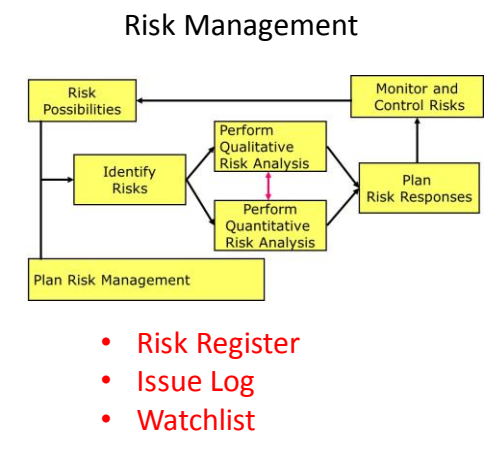 Risk Management
Risk
Possibilities
Monitor and
Control Risks
Perform
Qualitative
Risk Analysis
Identify
Risks
Plan
Risk Responses
Perform
Quantitative
Risk Analysis
Plan Risk Management
• Risk Register
• Issue Log
• Watchlist